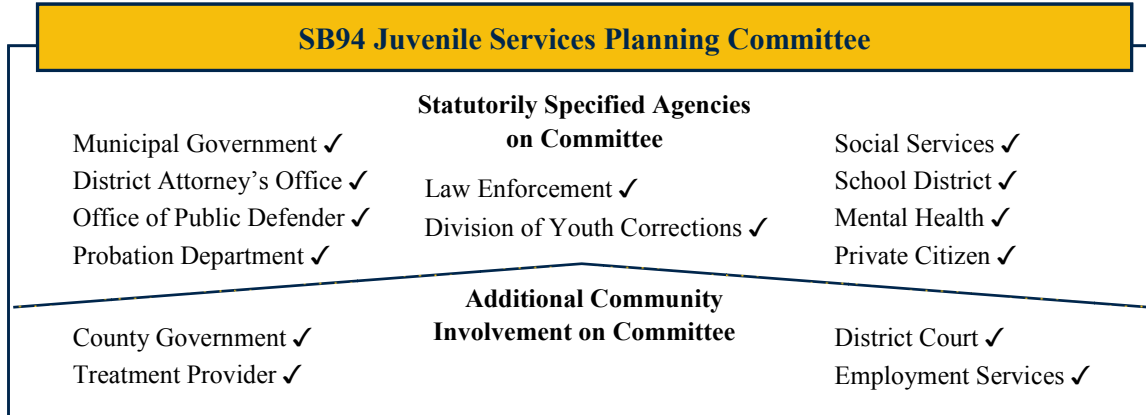 SB94 Juvenile Services Planning Committee
Statutorily Specified Agencies
on Committee
Municipal Government ✓
District Attorney’s Office ✓
Office of Public Defender ✓
Probation Department ✓
Law Enforcement ✓
Division of Youth Corrections ✓
Social Services ✓
School District ✓
Mental Health ✓
Private Citizen ✓
Additional Community
Involvement on Committee
County Government ✓
Treatment Provider ✓
District Court ✓
Employment Services ✓